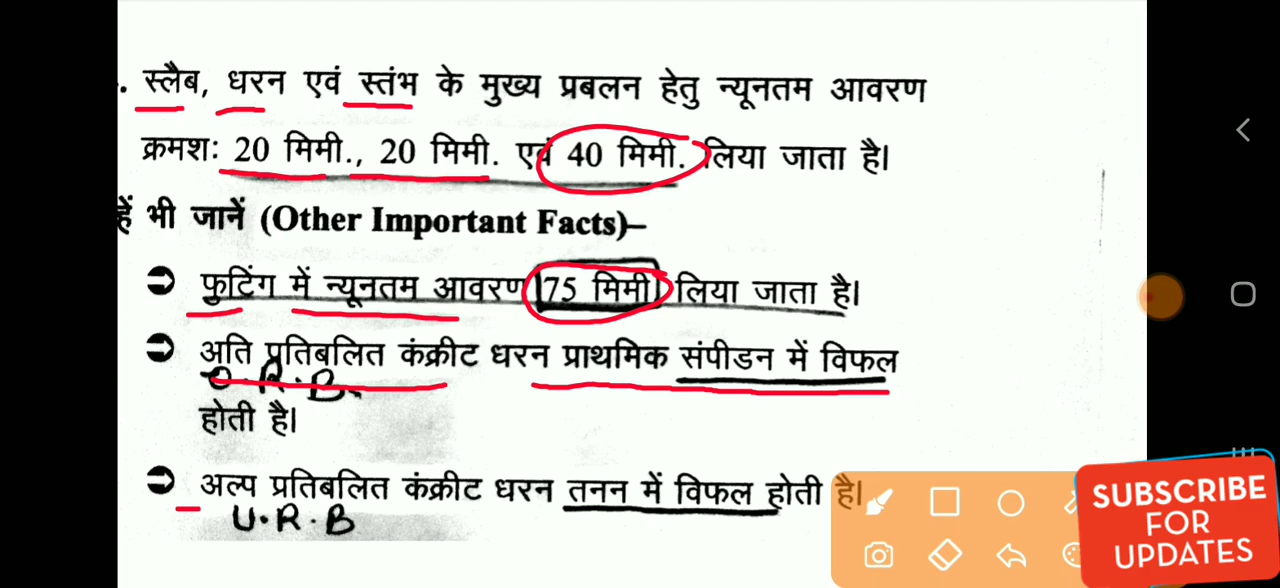 . स्लैब, धरन एवं स्तंभ के मुख्य प्रबलन हेतु न्यूनतम आवरण
क्रमशः 20 मिमी., 20 मिमी. एवं 40 मिमी. लिया जाता है।
हें भी जानें (Other Important Facts)–
➲ फुटिंग में न्यूनतम आवरण 75 मिमी लिया जाता है।
➲ अति प्रतिबलित कंक्रीट धरन प्राथमिक संपीडन में विफल
O.R.B.
होती है।
➲ अल्प प्रतिबलित कंक्रीट धरन तनन में विफल होती है।
U.R.B
SUBSCRIBE
FOR
UPDATES